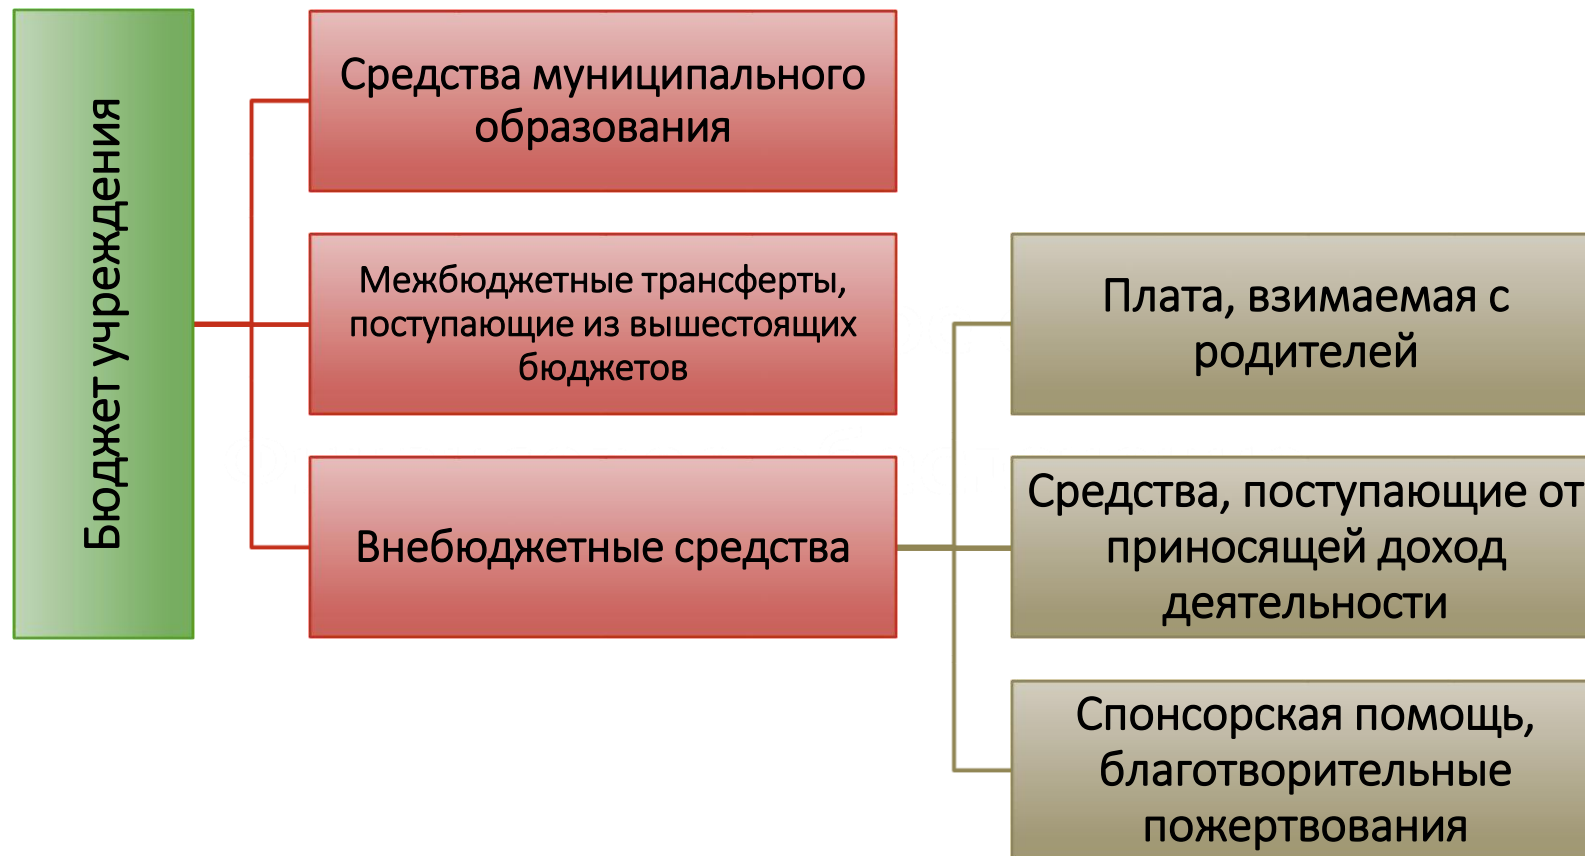 Бюджет учреждения
Средства муниципального
образования
Межбюджетные трансферты,
поступающие из вышестоящих
бюджетов
Внебюджетные средства
Плата, взимаемая с
родителей
Средства, поступающие от
приносящей доход
деятельности
Спонсорская помощь,
благотворительные
пожертвования